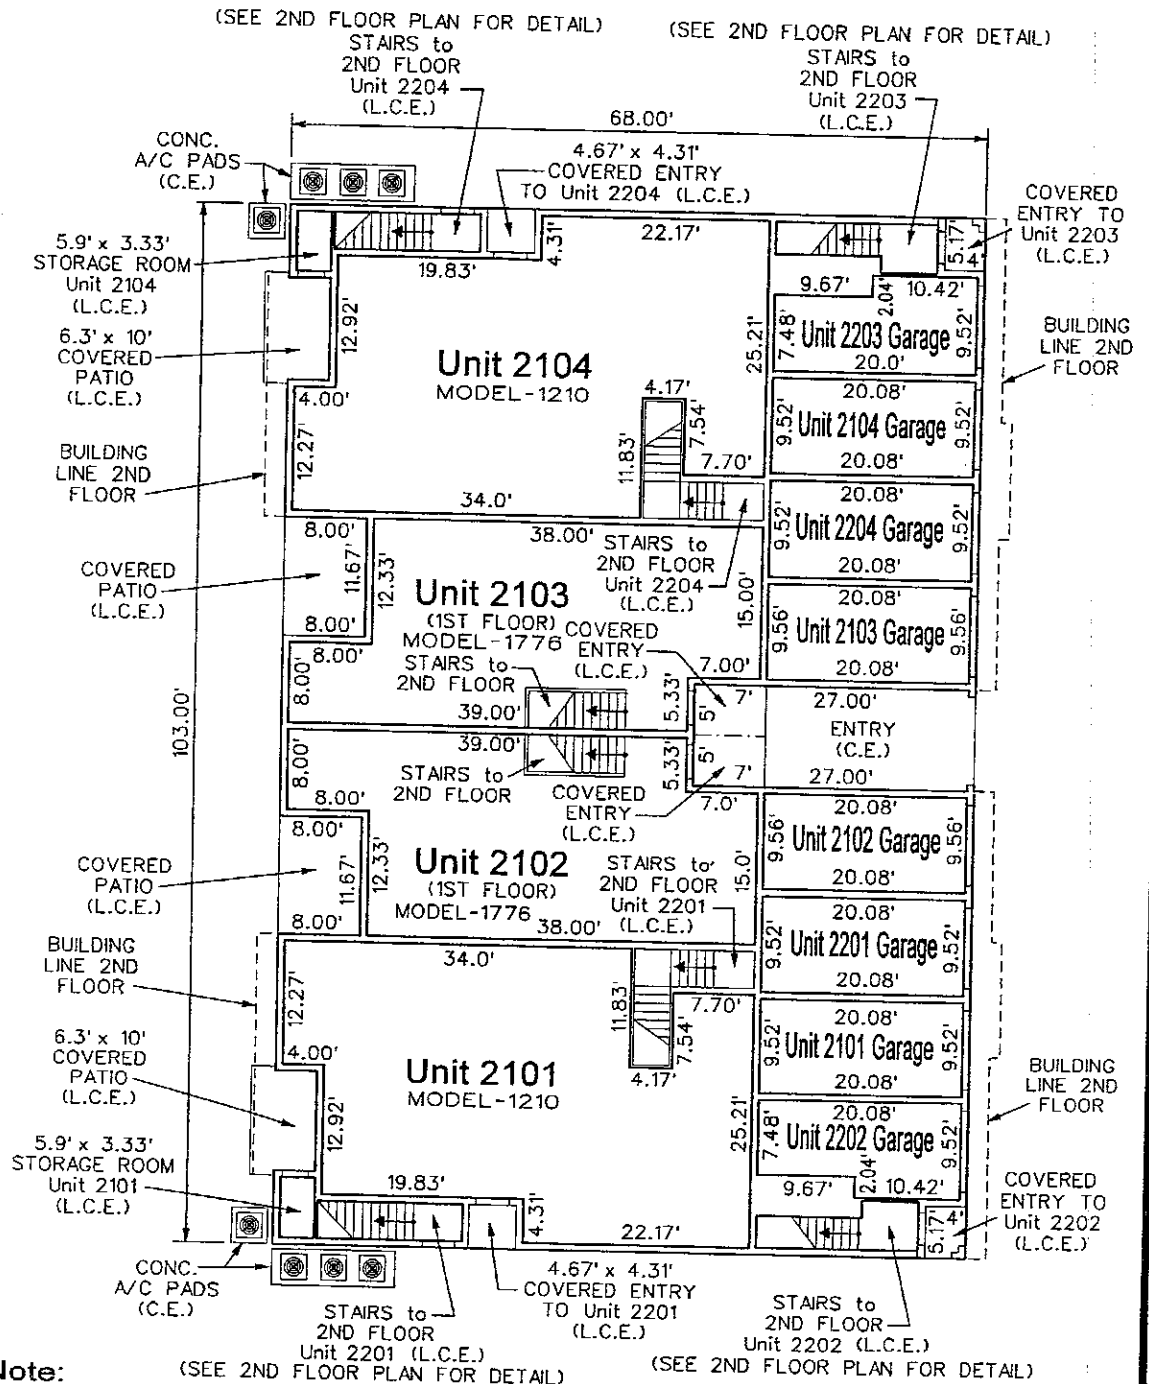 (SEE 2ND FLOOR PLAN FOR DETAIL)
STAIRS to
2ND FLOOR
Unit 2204
(L.C.E.)
(SEE 2ND FLOOR PLAN FOR DETAIL)
STAIRS to
2ND FLOOR
Unit 2203
(L.C.E.)
68.00'
CONC.
A/C PADS
(C.E.)
4.67' x 4.31'
COVERED ENTRY
TO Unit 2204 (L.C.E.)
COVERED
ENTRY TO
Unit 2203
(L.C.E.)
5.9' x 3.33'
STORAGE ROOM
Unit 2104
(L.C.E.)
19.83'
4.31'
22.17'
5.17'
4'
9.67'
2.04'
10.42'
6.3' x 10'
COVERED
PATIO
(L.C.E.)
12.92'
Unit 2104
MODEL-1210
25.21'
7.48'
Unit 2203 Garage
9.52'
20.0'
BUILDING
LINE 2ND
FLOOR
4.00'
4.17'
20.08'
9.52'
Unit 2104 Garage
9.52'
20.08'
BUILDING
LINE 2ND
FLOOR
12.27'
11.83'
7.54'
7.70'
34.0'
20.08'
9.52'
Unit 2204 Garage
9.52'
20.08'
8.00'
38.00'
STAIRS to
2ND FLOOR
Unit 2204
(L.C.E.)
COVERED
PATIO
(L.C.E.)
11.67'
12.33'
Unit 2103
(1ST FLOOR)
MODEL-1776
15.00'
20.08'
9.56'
Unit 2103 Garage
9.56'
20.08'
8.00'
8.00'
COVERED
ENTRY
(L.C.E.)
STAIRS to
2ND FLOOR
7.00'
8.00'
39.00'
5.33'
7'
5'
27.00'
103.00'
ENTRY
(C.E.)
39.00'
8.00'
STAIRS to
2ND FLOOR
5.33'
5'
7'
27.00'
8.00'
COVERED
ENTRY
(L.C.E.)
7.0'
8.00'
20.08'
9.56'
Unit 2102 Garage
9.56'
20.08'
COVERED
PATIO
(L.C.E.)
11.67'
12.33'
Unit 2102
(1ST FLOOR)
MODEL-1776
STAIRS to
2ND FLOOR
Unit 2201
(L.C.E.)
15.0'
8.00'
38.00'
20.08'
9.52'
Unit 2201 Garage
9.52'
20.08'
BUILDING
LINE 2ND
FLOOR
34.0'
12.27'
11.83'
7.70'
7.54'
4.17'
20.08'
9.52'
Unit 2101 Garage
9.52'
20.08'
6.3' x 10'
COVERED
PATIO
(L.C.E.)
4.00'
12.92'
Unit 2101
MODEL-1210
25.21'
BUILDING
LINE 2ND
FLOOR
20.08'
7.48'
Unit 2202 Garage
9.52'
2.04'
9.67'
10.42'
5.9' x 3.33'
STORAGE ROOM
Unit 2101
(L.C.E.)
19.83'
4.31'
22.17'
5.17'
4'
COVERED
ENTRY TO
Unit 2202
(L.C.E.)
CONC.
A/C PADS
(C.E.)
4.67' x 4.31'
COVERED ENTRY
TO Unit 2201
(L.C.E.)
STAIRS to
2ND FLOOR
Unit 2201 (L.C.E.)
(SEE 2ND FLOOR PLAN FOR DETAIL)
STAIRS to
2ND FLOOR
Unit 2202 (L.C.E.)
(SEE 2ND FLOOR PLAN FOR DETAIL)
Note: